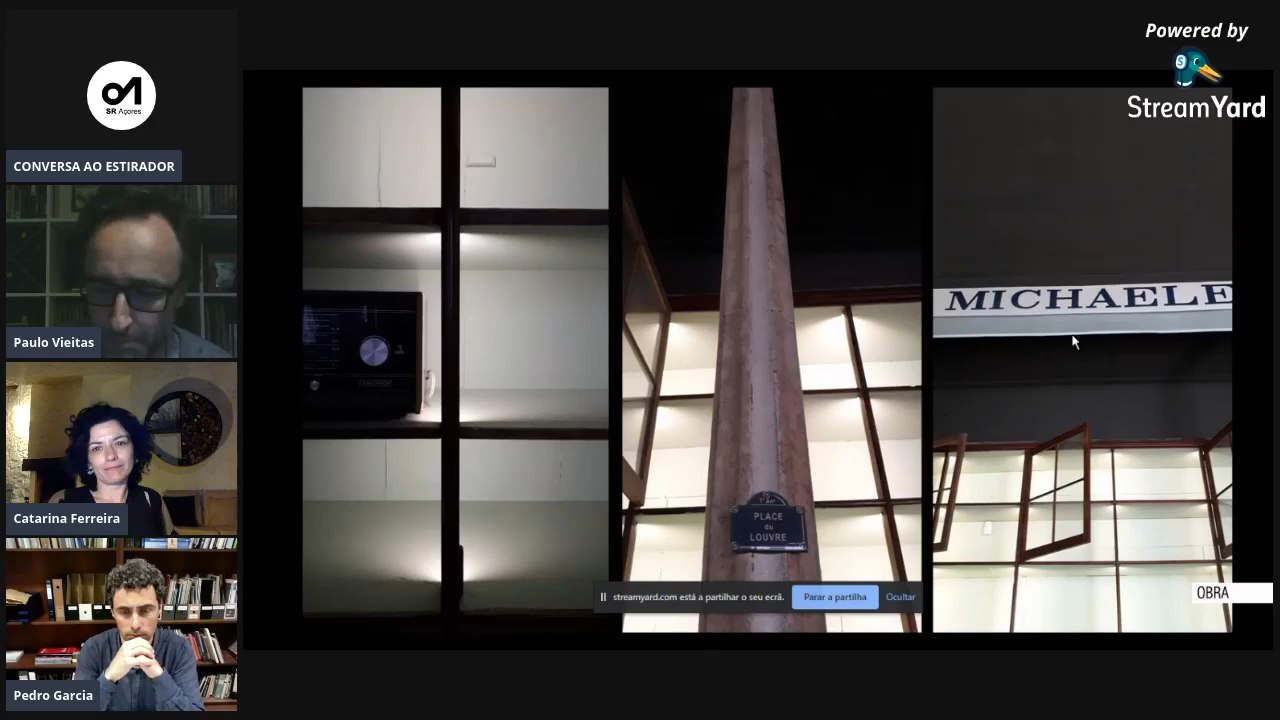 Powered by
StreamYard
OA
SR Açores
CONVERSA AO ESTIRADOR
Paulo Vieitas
Catarina Ferreira
Pedro Garcia
MICHAELE
PLACE
du
LOUVRE
streamyard.com está a partilhar o seu ecrã.
Parar a partilha
Ocultar
OBRA